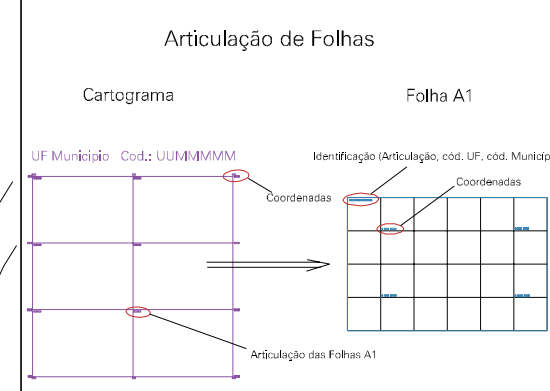 Articulação de Folhas
Cartograma
Folha A1
UF Municipio Cod.: UUMMMMM
Identificação (Articulação, cód. UF, cód. Municíp
Coordenadas
Coordenadas
Articulação das Folhas A1